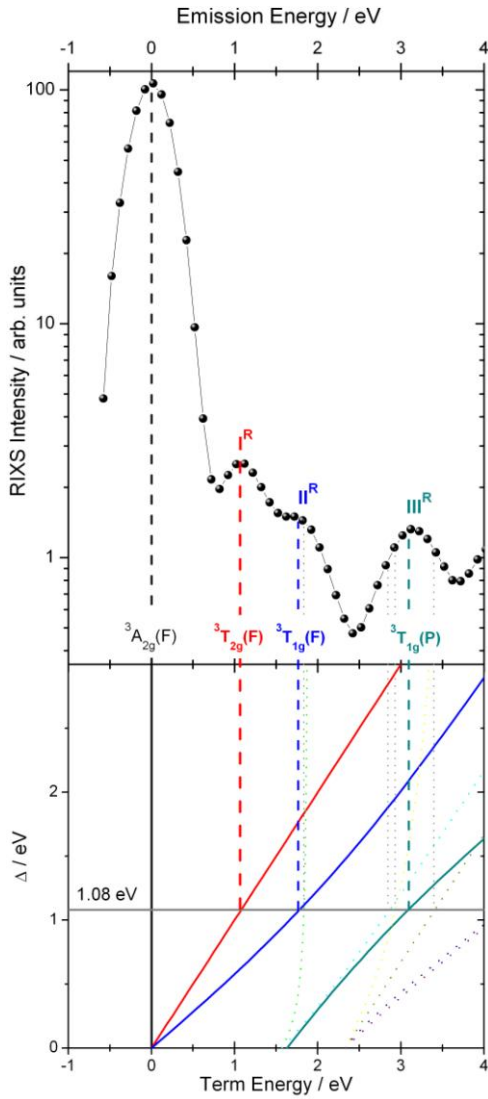 Emission Energy / eV
-1 0 1 2 3 4
100
10
1
RIXS Intensity / arb. units
I^R
II^R
III^R
³A₂g(F) ³T₂g(F) ³T₁g(F) ³T₁g(P)
2
1
0
Δ / eV
1.08 eV
-1 0 1 2 3 4
Term Energy / eV